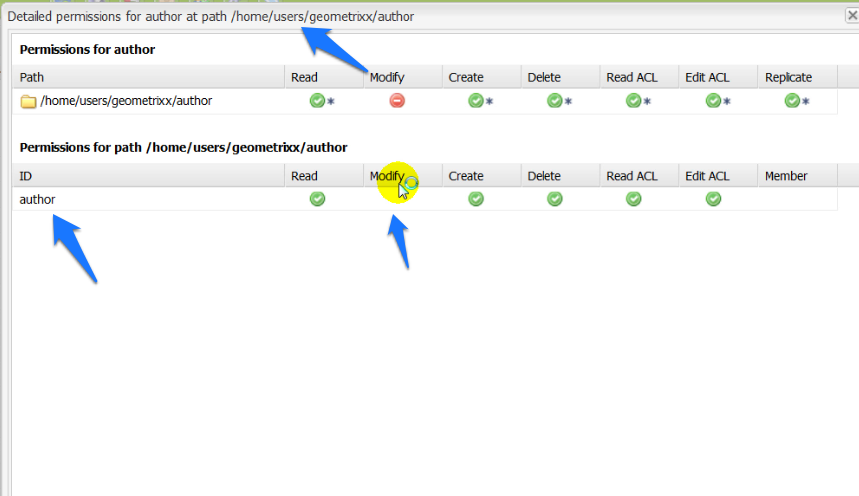 Detailed permissions for author at path /home/users/geometrixx/author
Permissions for author
Path Read Modify Create Delete Read ACL Edit ACL Replicate
/home/users/geometrixx/author * * * * * *
Permissions for path /home/users/geometrixx/author
ID Read Modify Create Delete Read ACL Edit ACL Member
author